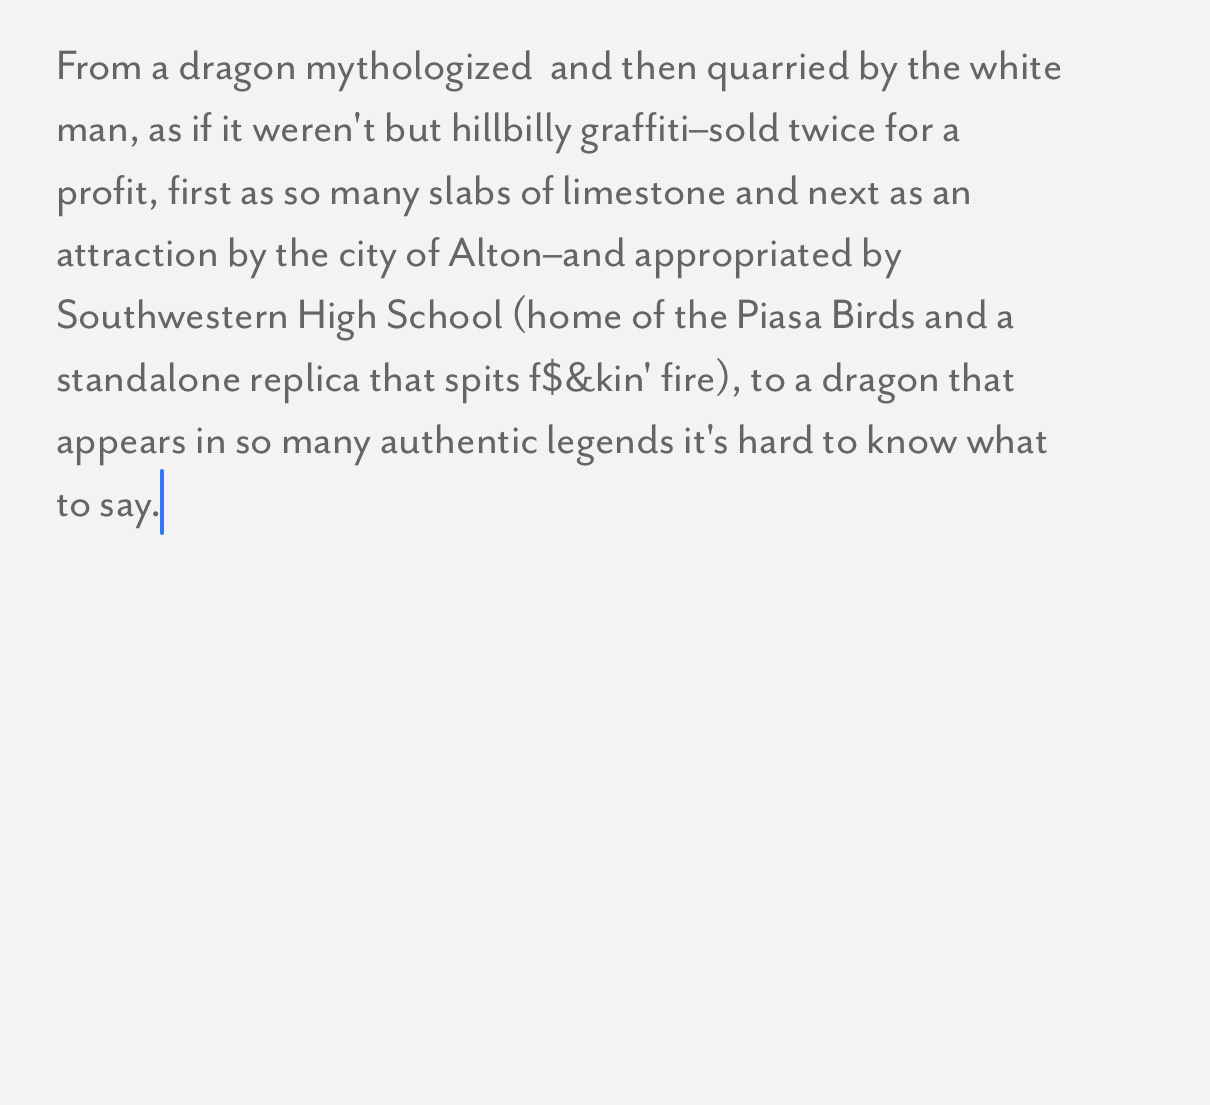 From a dragon mythologized  and then quarried by the white
man, as if it weren't but hillbilly graffiti–sold twice for a
profit, first as so many slabs of limestone and next as an
attraction by the city of Alton–and appropriated by
Southwestern High School (home of the Piasa Birds and a
standalone replica that spits f$&kin' fire), to a dragon that
appears in so many authentic legends it's hard to know what
to say.